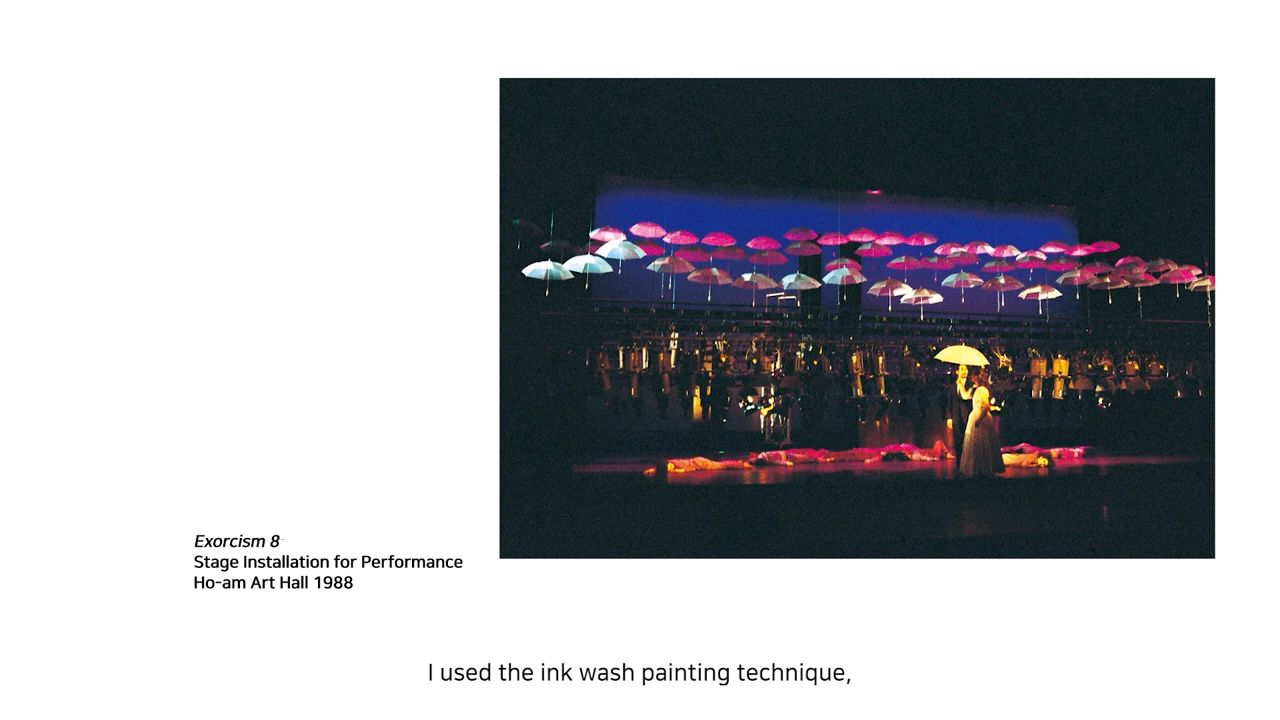 Exorcism 8
Stage Installation for Performance
Ho-am Art Hall 1988
I used the ink wash painting technique,